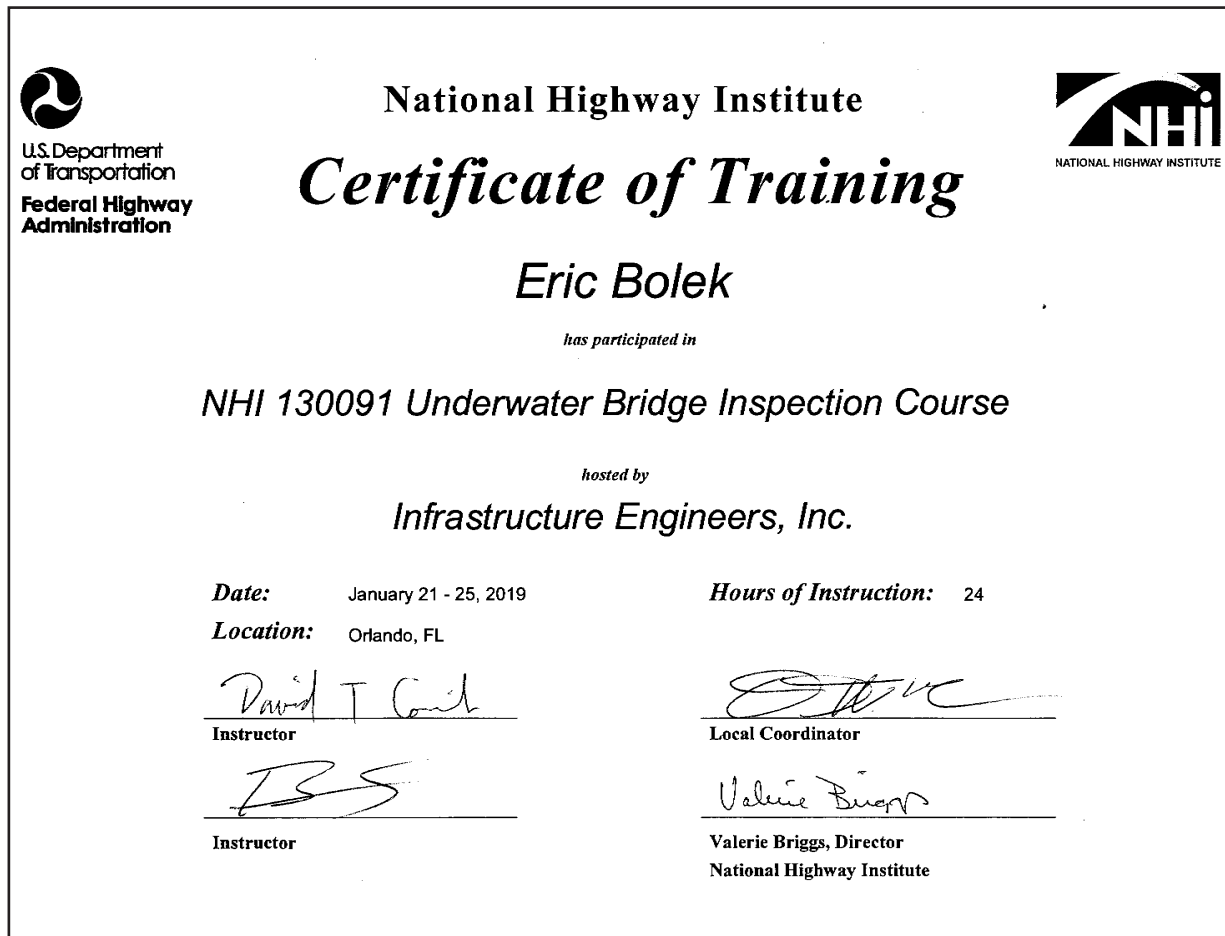 U.S. Department
of Transportation
Federal Highway
Administration
National Highway Institute
NHI
NATIONAL HIGHWAY INSTITUTE
Certificate of Training
Eric Bolek
has participated in
NHI 130091 Underwater Bridge Inspection Course
hosted by
Infrastructure Engineers, Inc.
Date: January 21 - 25, 2019
Hours of Instruction: 24
Location: Orlando, FL
David T
Instructor
Local Coordinator
Valerie Briggs
Instructor
Valerie Briggs, Director
National Highway Institute